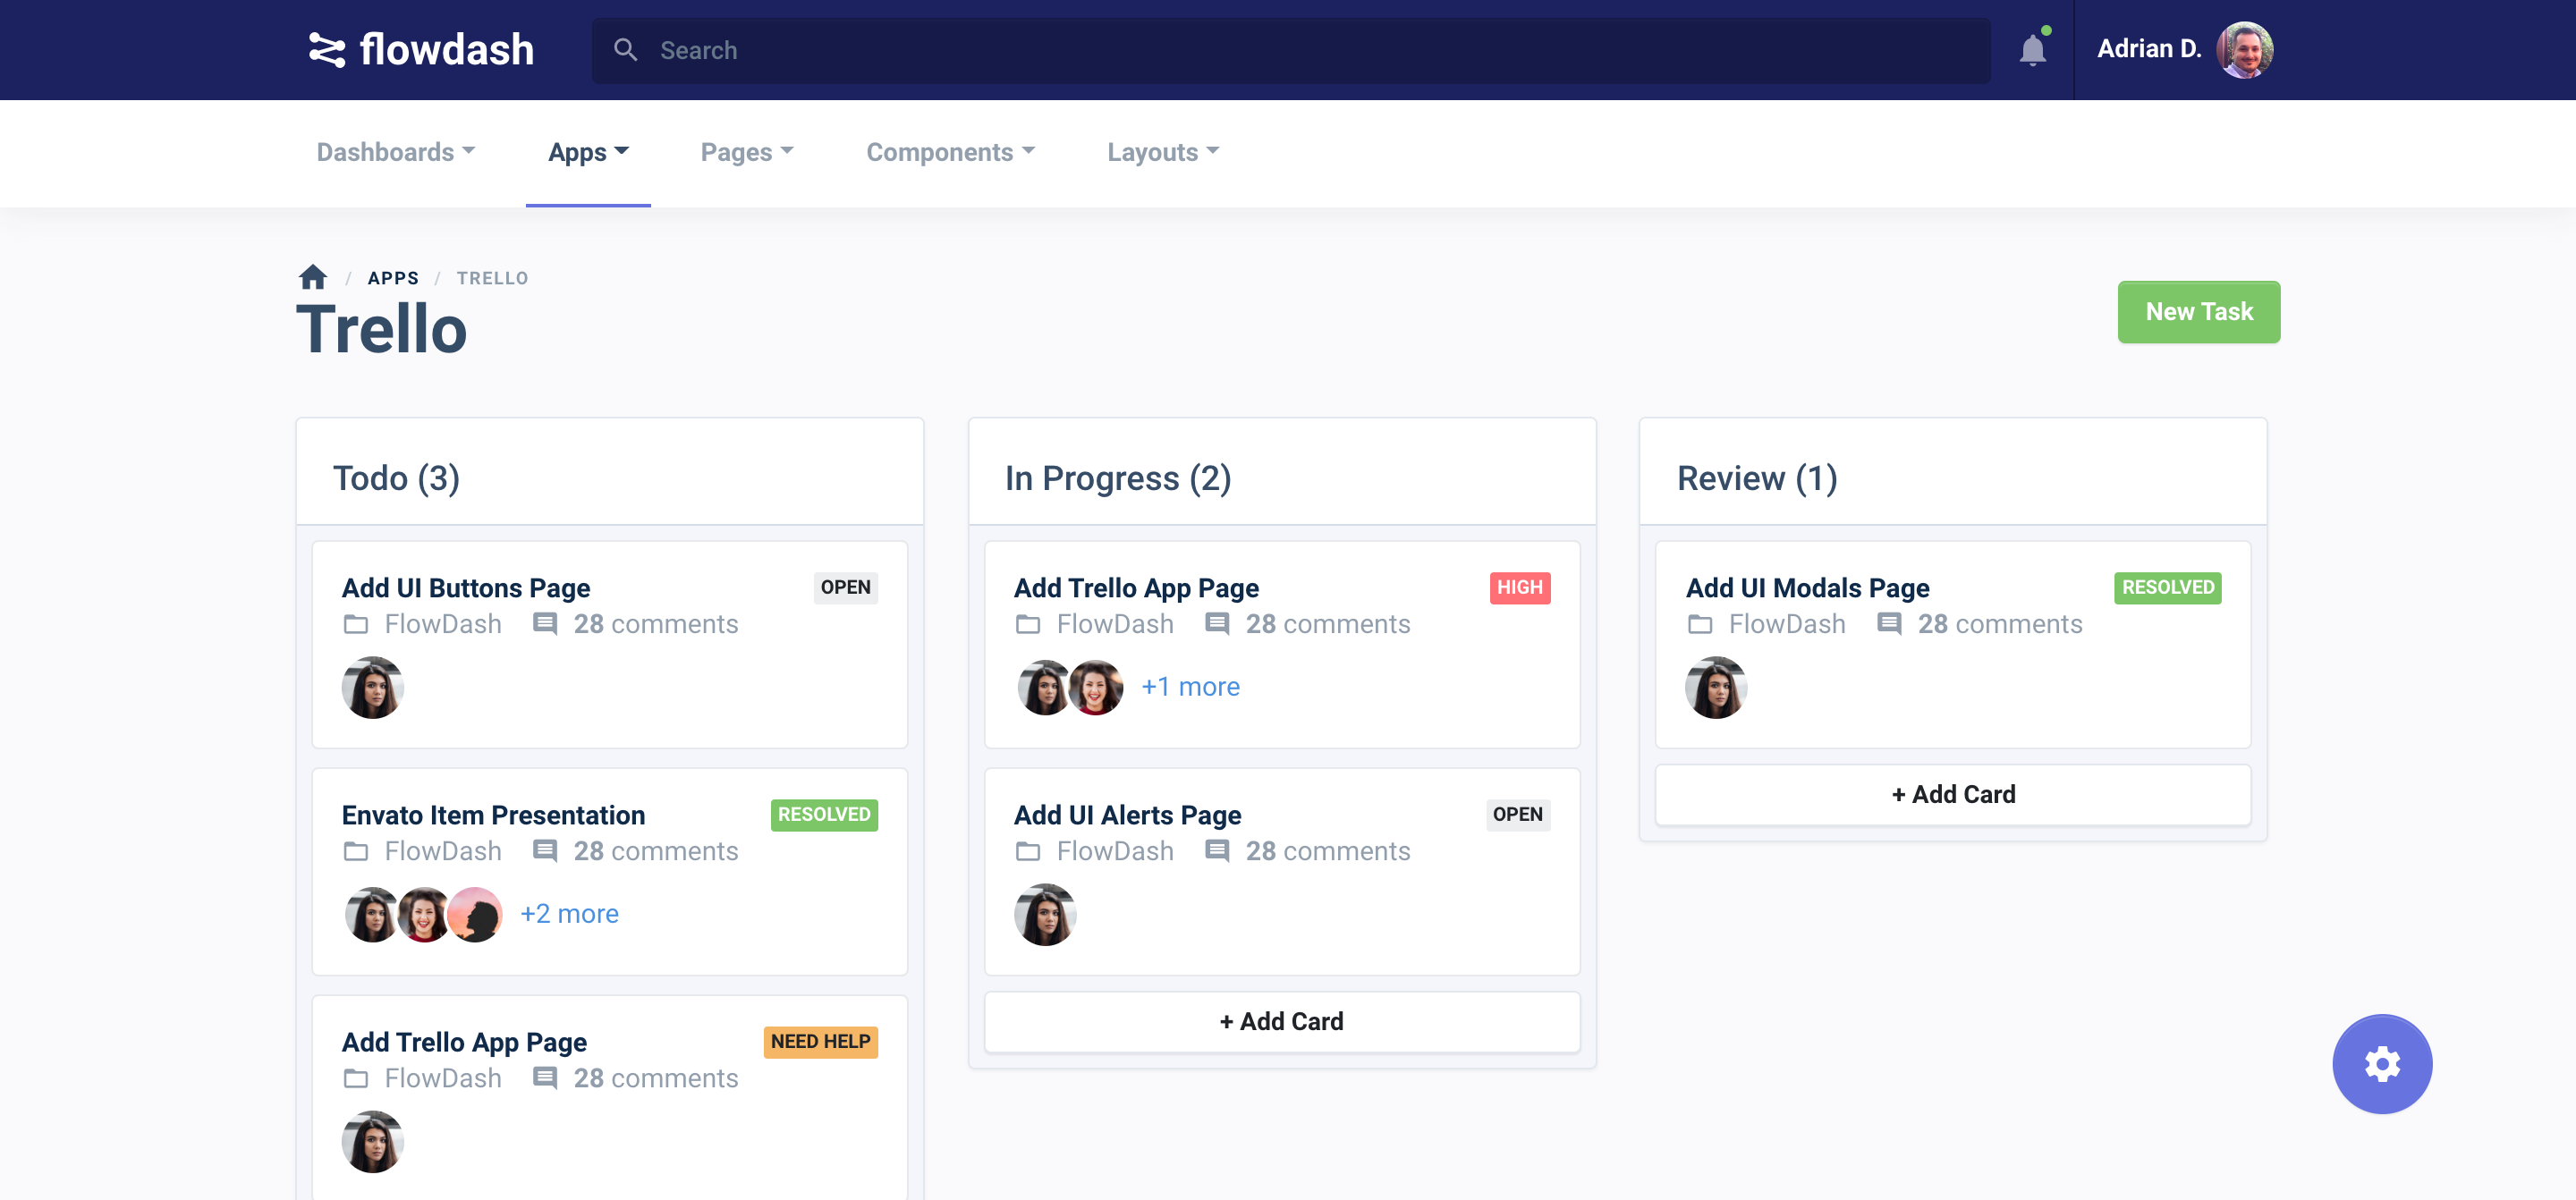 flowdash
Search
Adrian D.
Dashboards
Apps
Pages
Components
Layouts
/ APPS / TRELLO
Trello
New Task
Todo (3)
Add UI Buttons Page
OPEN
FlowDash
28 comments
Envato Item Presentation
RESOLVED
FlowDash
28 comments
+2 more
Add Trello App Page
NEED HELP
FlowDash
28 comments
In Progress (2)
Add Trello App Page
HIGH
FlowDash
28 comments
+1 more
Add UI Alerts Page
OPEN
FlowDash
28 comments
+ Add Card
Review (1)
Add UI Modals Page
RESOLVED
FlowDash
28 comments
+ Add Card